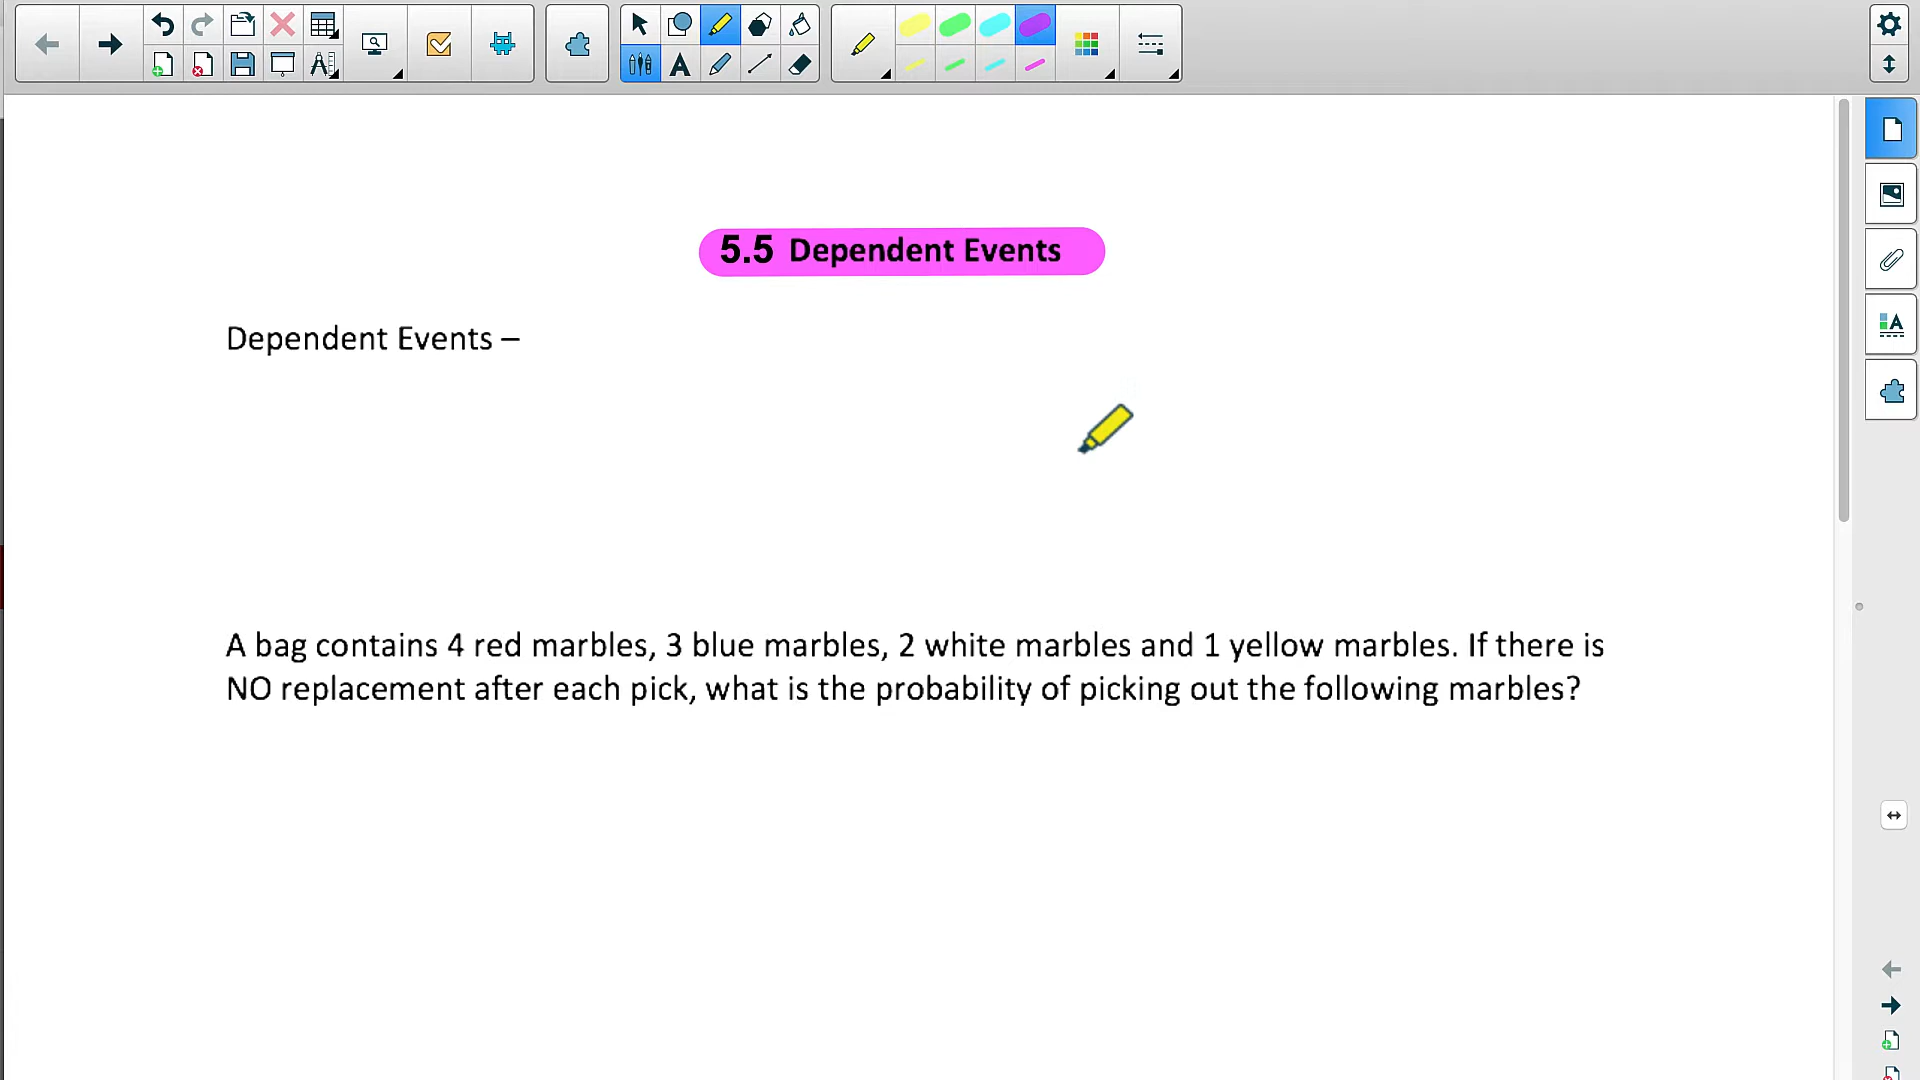 5.5 Dependent Events
Dependent Events –
A bag contains 4 red marbles, 3 blue marbles, 2 white marbles and 1 yellow marbles. If there is
NO replacement after each pick, what is the probability of picking out the following marbles?